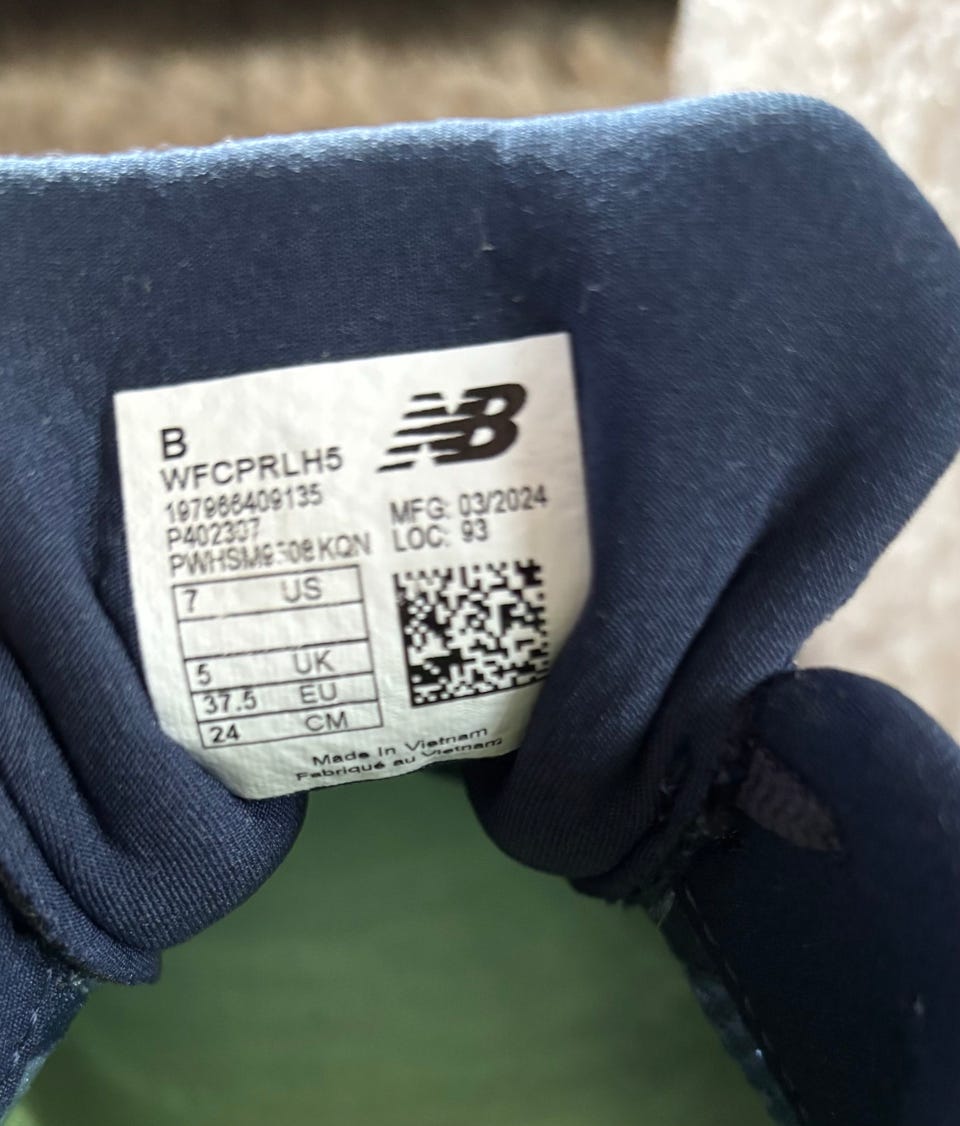 B
WFCPRLH5
197966409135
P402307
NB
MFG: 03/2024
LOC: 93
7 US
5 UK
37.5 EU
24 CM
Made In Vietnam
Fabriqué au Vietnam